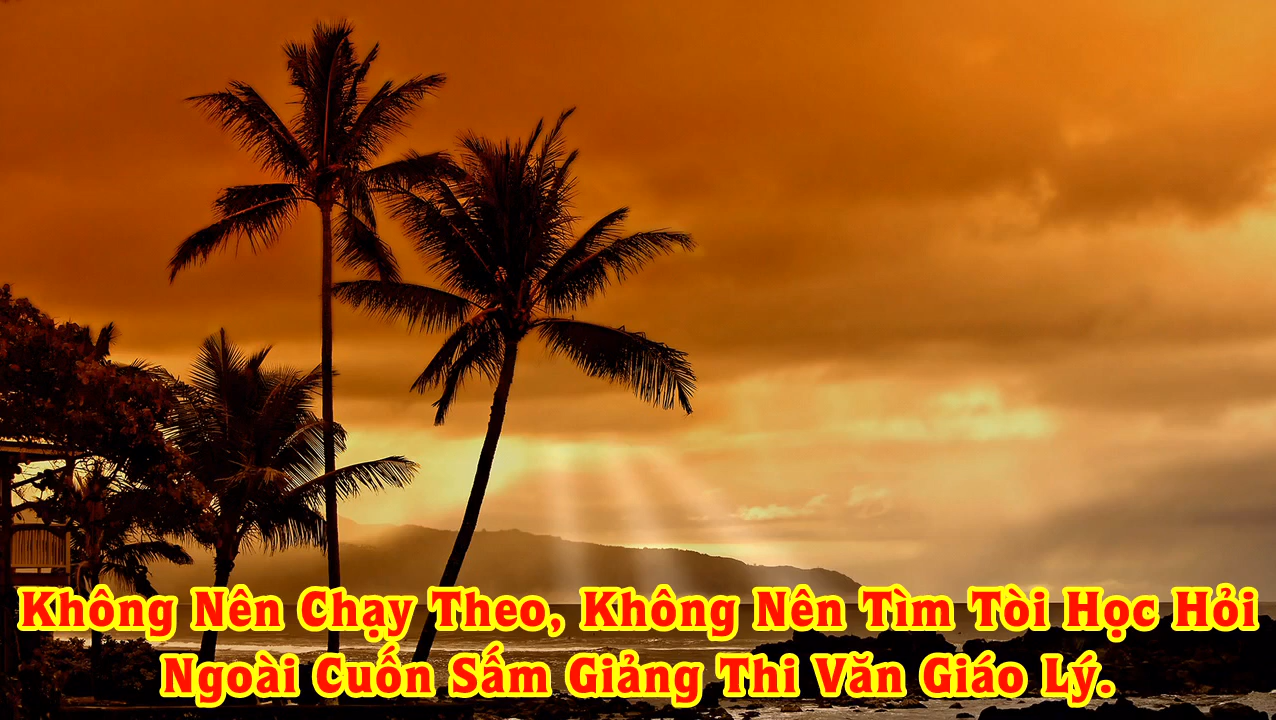 Không Nên Chạy Theo, Không Nên Tìm Tòi Học Hỏi
Ngoài Cuốn Sấm Giảng Thi Văn Giáo Lý.